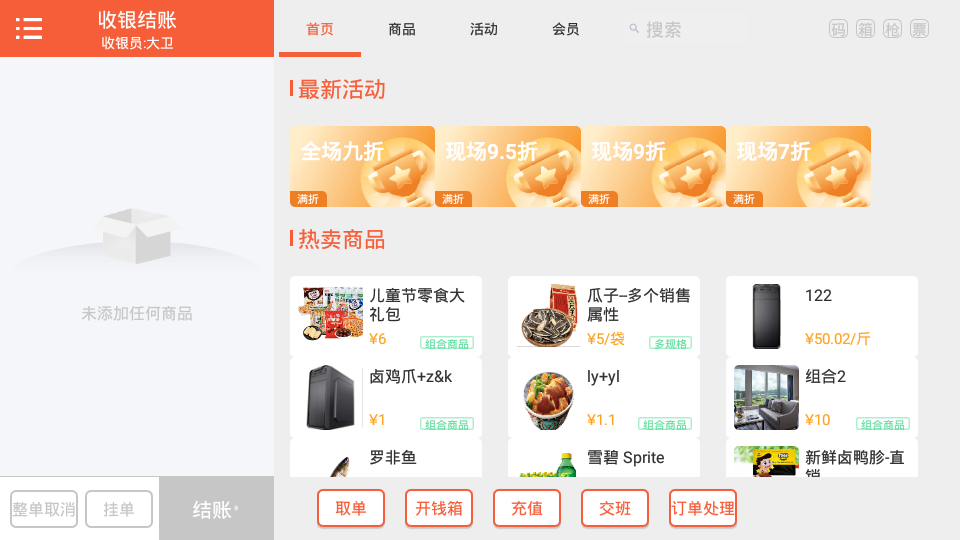 收银结账
收银员:大卫
首页 商品 活动 会员 搜索 码 箱 枪 票
最新活动
全场九折 现场9.5折 现场9折 现场7折
满折 满折 满折 满折
热卖商品
儿童节零食大礼包
¥6 组合商品
瓜子–多个销售属性
¥5/袋 多规格
122
¥50.02/斤
卤鸡爪+z&k
¥1 组合商品
ly+yl
¥1.1 组合商品
组合2
¥10 组合商品
罗非鱼
雪碧 Sprite
新鲜卤鸭胗-直销
未添加任何商品
整单取消 挂单 结账
取单 开钱箱 充值 交班 订单处理